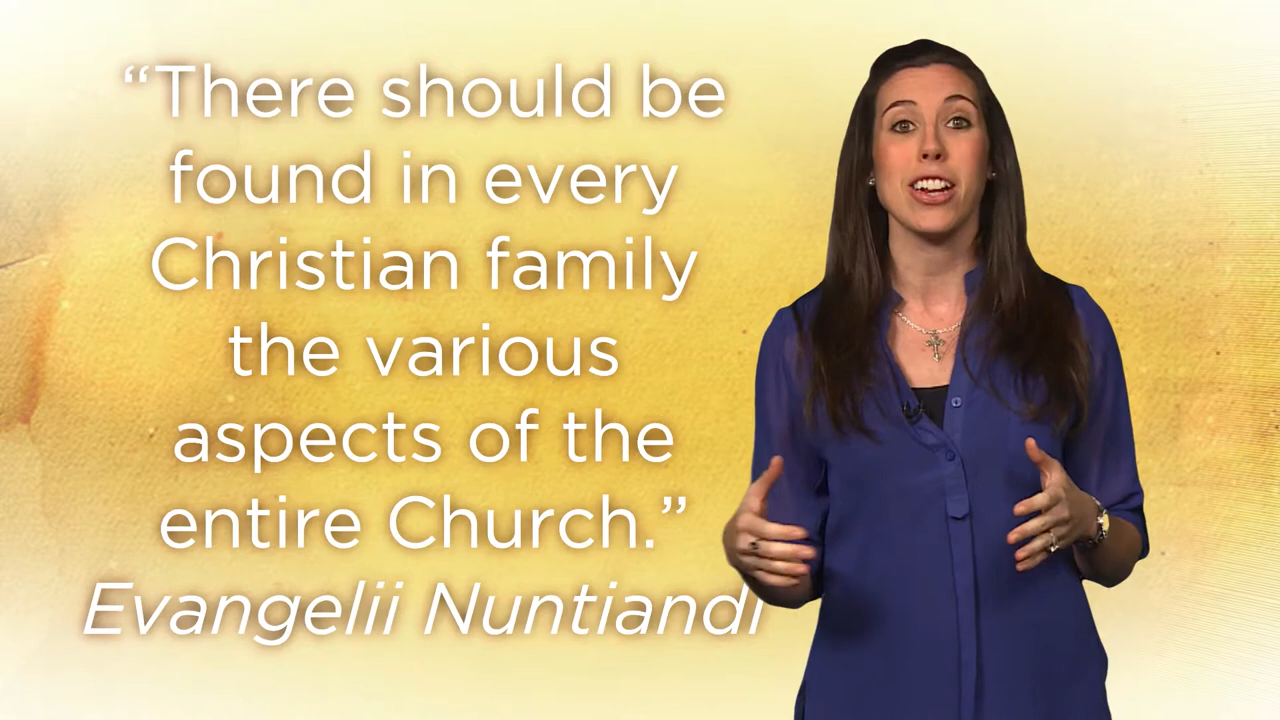 “There should be
found in every
Christian family
the various
aspects of the
entire Church.”
Evangelii Nuntiandi